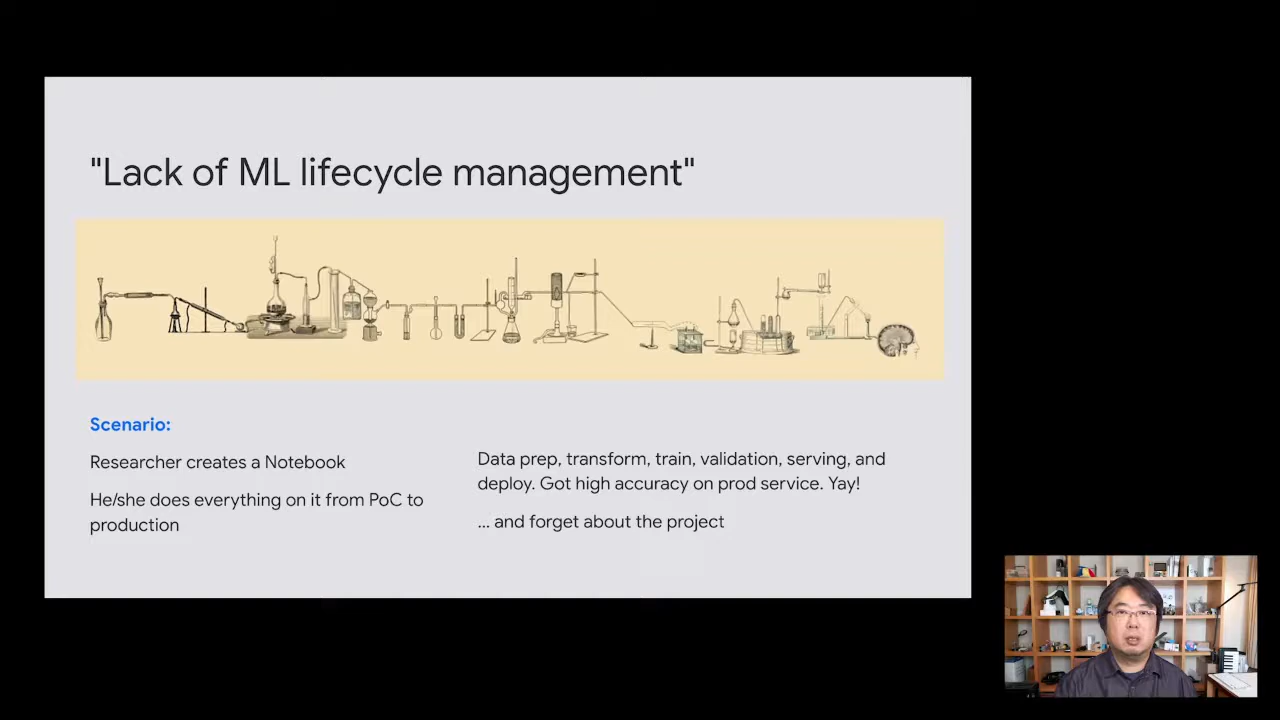 "Lack of ML lifecycle management"
Scenario:
Researcher creates a Notebook
He/she does everything on it from PoC to
production
Data prep, transform, train, validation, serving, and
deploy. Got high accuracy on prod service. Yay!
... and forget about the project